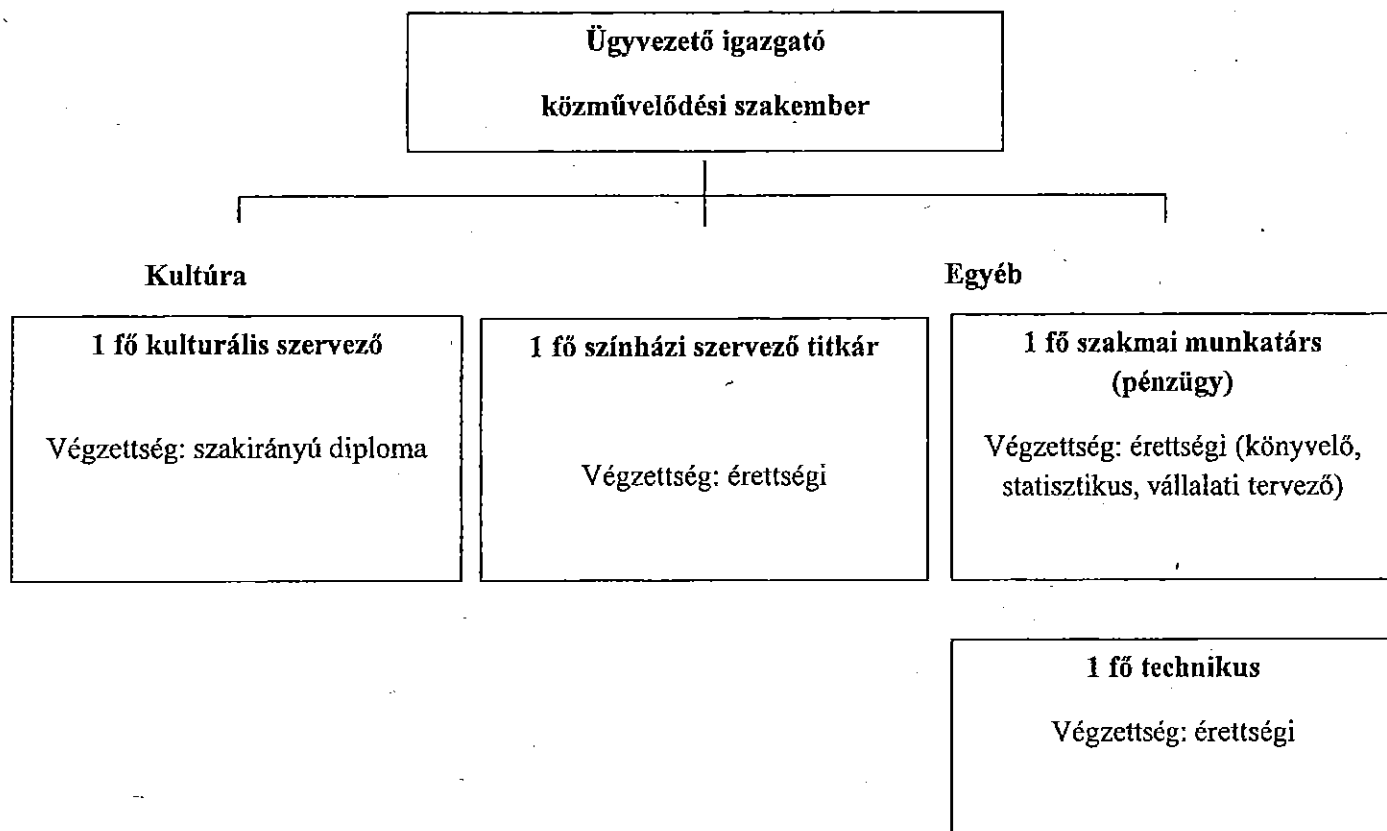 Ügyvezető igazgató
közművelődési szakember
Kultúra
Egyéb
1 fő kulturális szervező
Végzettség: szakirányú diploma
1 fő színházi szervező titkár
Végzettség: érettségi
1 fő szakmai munkatárs
(pénzügy)
Végzettség: érettségi (könyvelő,
statisztikus, vállalati tervező)
1 fő technikus
Végzettség: érettségi